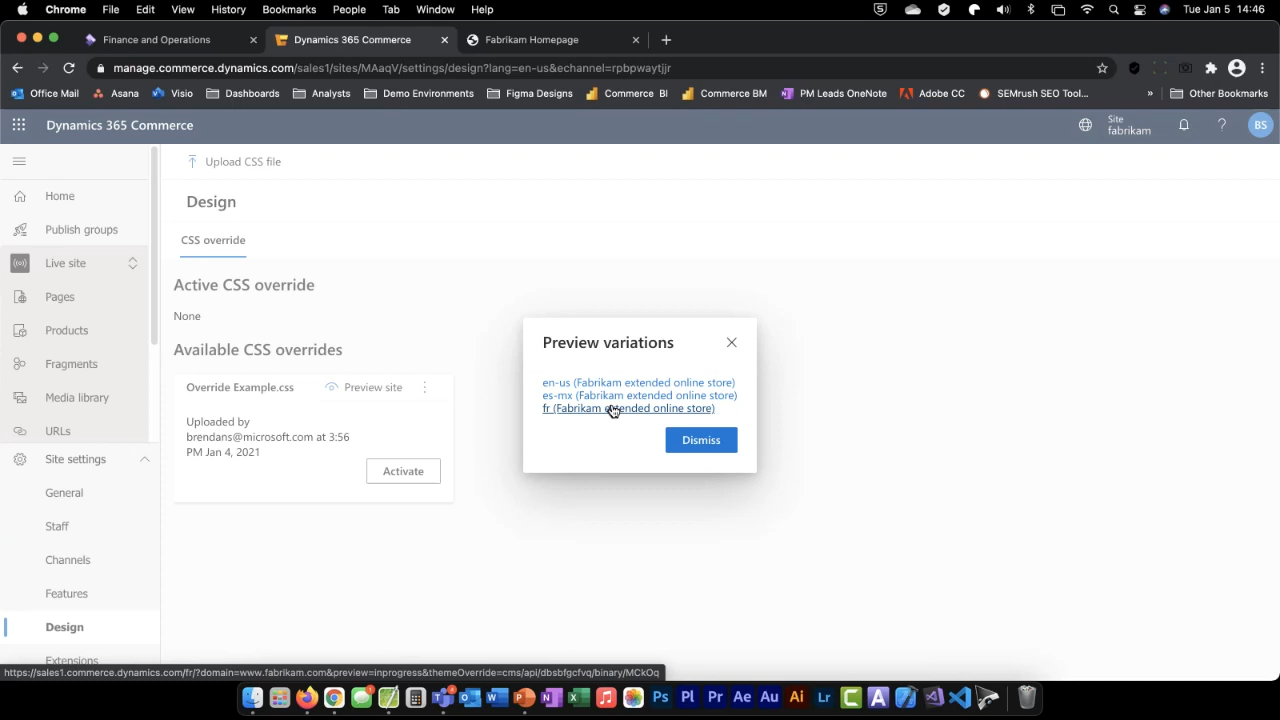 Chrome File Edit View History Bookmarks People Tab Window Help Tue Jan 5 14:46
Finance and Operations Dynamics 365 Commerce Fabrikam Homepage
manage.commerce.dynamics.com/sales1/sites/MAaqV/settings/design?lang=en-us&echannel=rpbpwaytjjr
Office Mail Asana Visio Dashboards Analysts Demo Environments Figma Designs Commerce BI Commerce BM PM Leads OneNote Adobe CC SEMrush SEO Tool... » Other Bookmarks
Dynamics 365 Commerce Site fabrikam BS
Upload CSS file
Home
Publish groups
Live site
Pages
Products
Fragments
Media library
URLs
Site settings
General
Staff
Channels
Features
Design
Extensions
Design
CSS override
Active CSS override
None
Available CSS overrides
Override Example.css Preview site
Uploaded by
brendans@microsoft.com at 3:56
PM Jan 4, 2021
Activate
Preview variations
en-us (Fabrikam extended online store)
es-mx (Fabrikam extended online store)
fr (Fabrikam extended online store)
Dismiss
https://sales1.commerce.dynamics.com/fr/?domain=www.fabrikam.com&preview=inprogress&themeOverride=cms/api/dbsbfgcfvq/binary/MCkOq
Ps Pl Pr Ae Au Ai Lr